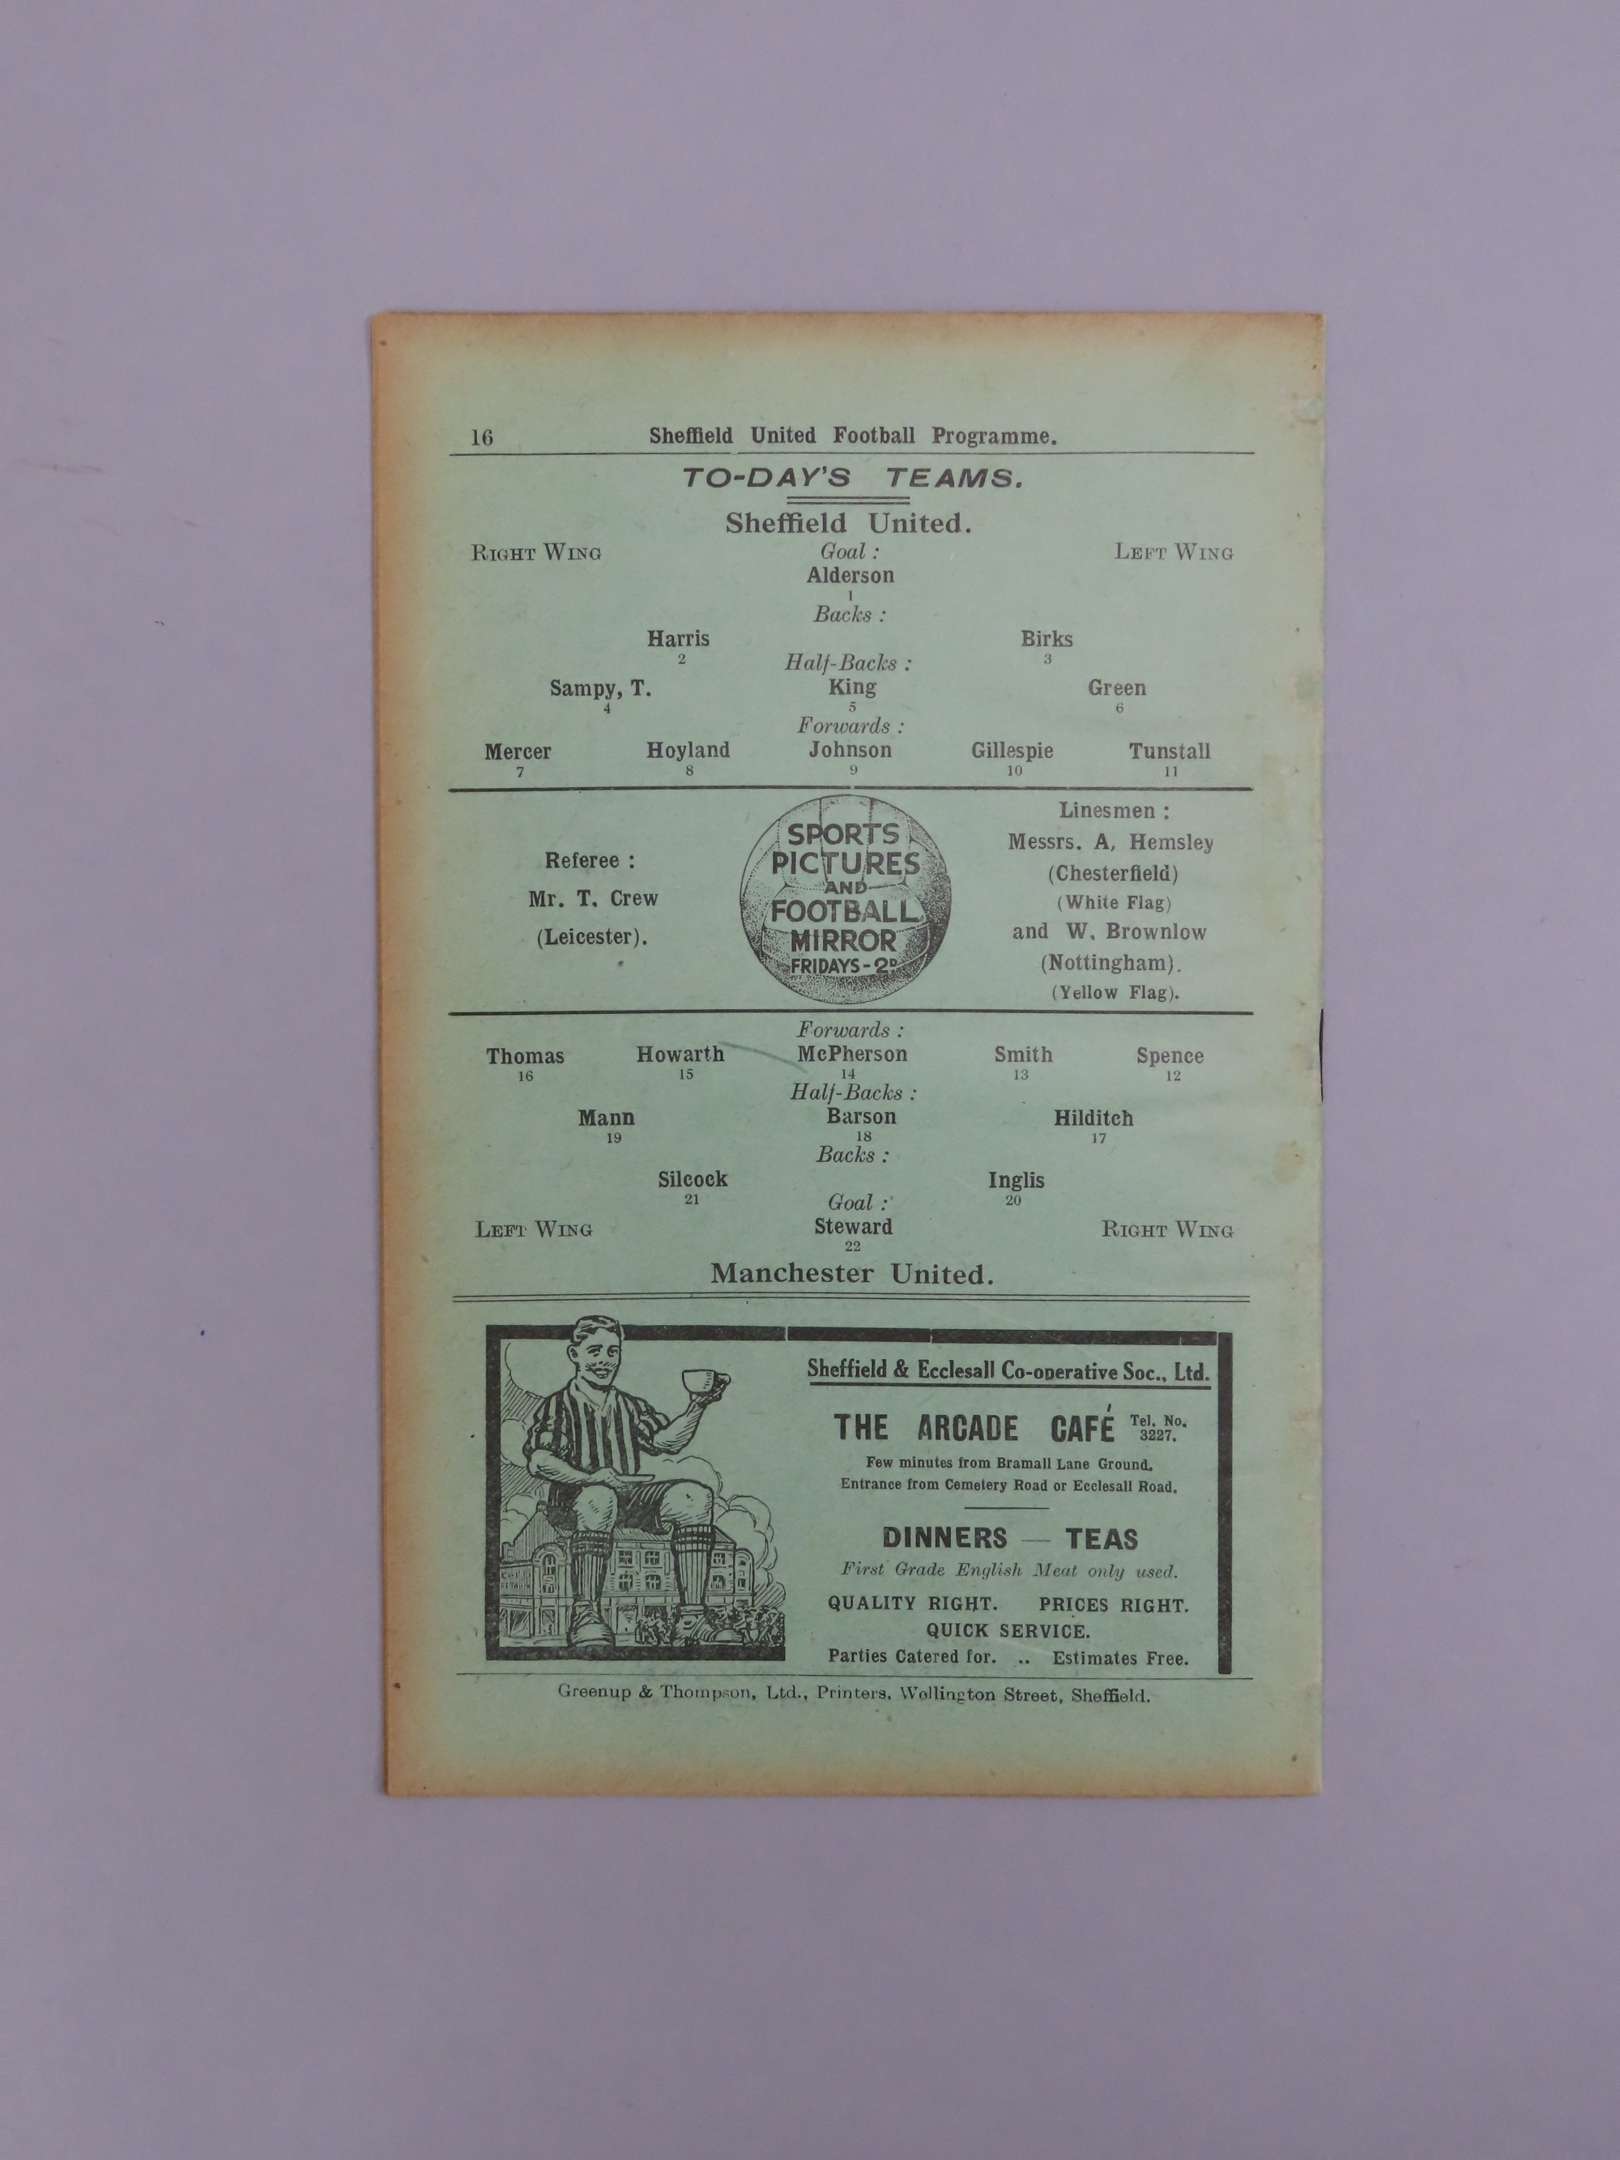 16 Sheffield United Football Programme.
TO-DAY'S TEAMS.
Sheffield United.
RIGHT WING Goal : LEFT WING
Alderson
1
Backs :
Harris Birks
2 3
Half-Backs :
Sampy, T. King Green
4 5 6
Forwards :
Mercer Hoyland Johnson Gillespie Tunstall
7 8 9 10 11
Referee :
Mr. T. Crew
(Leicester).
SPORTS
PICTURES
AND
FOOTBALL
MIRROR
FRIDAYS-2D
Linesmen :
Messrs. A, Hemsley
(Chesterfield)
(White Flag)
and W. Brownlow
(Nottingham).
(Yellow Flag).
Forwards :
Thomas Howarth McPherson Smith Spence
16 15 14 13 12
Half-Backs :
Mann Barson Hilditch
19 18 17
Backs :
Silcock Inglis
21 20
Goal :
LEFT WING Steward RIGHT WING
22
Manchester United.
Sheffield & Ecclesall Co-operative Soc., Ltd.
THE ARCADE CAFÉ Tel. No. 3227.
Few minutes from Bramall Lane Ground.
Entrance from Cemetery Road or Ecclesall Road.
DINNERS — TEAS
First Grade English Meat only used.
QUALITY RIGHT. PRICES RIGHT.
QUICK SERVICE.
Parties Catered for. .. Estimates Free.
Greenup & Thompson, Ltd., Printers, Wellington Street, Sheffield.